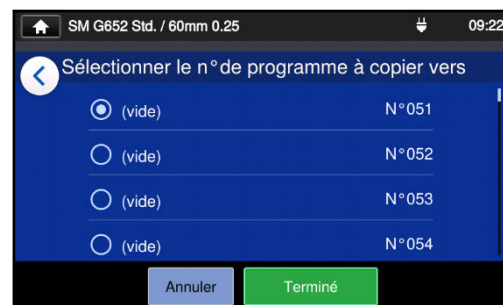 SM G652 Std. / 60mm 0.25 09:22
Sélectionner le n°de programme à copier vers
(vide) N°051
(vide) N°052
(vide) N°053
(vide) N°054
Annuler Terminé